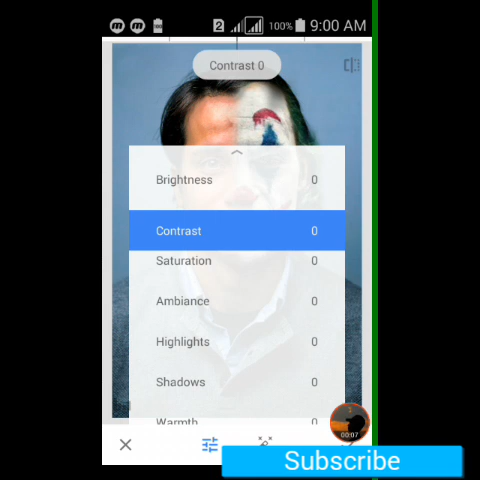 2 100% 9:00 AM
Contrast 0
Brightness 0
Contrast 0
Saturation 0
Ambiance 0
Highlights 0
Shadows 0
Warmth 0
00:07
Subscribe